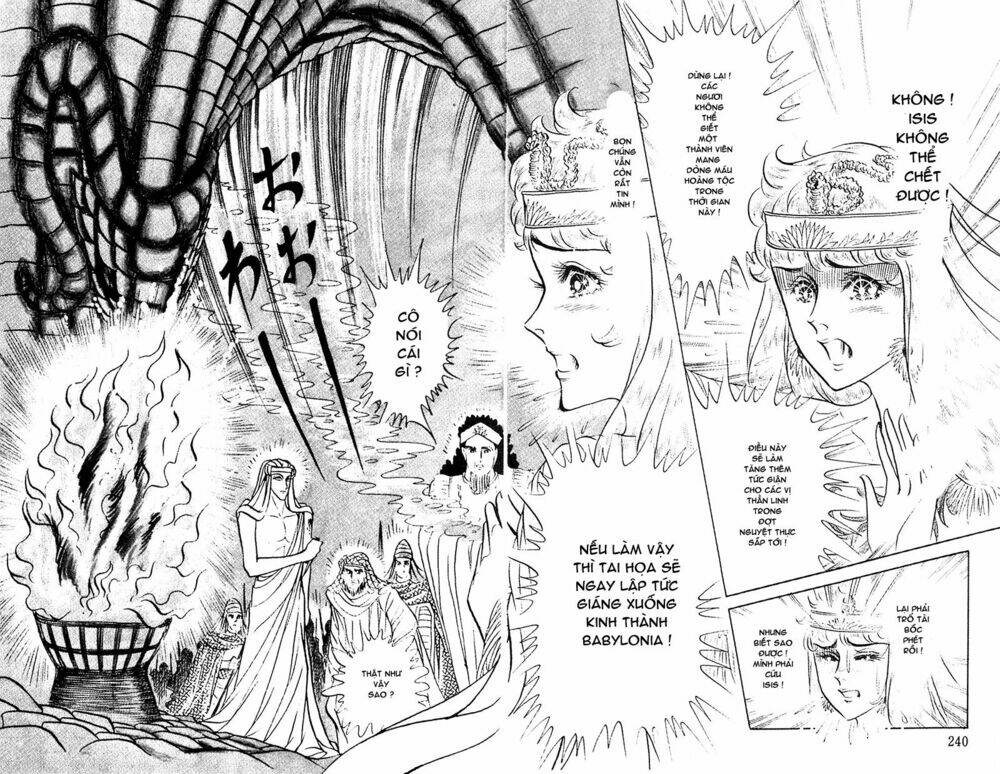 KHÔNG !
ISIS
KHÔNG
THỂ
CHẾT
ĐƯỢC !
DỪNG LẠI !
CÁC
NGƯƠI
KHÔNG
THỂ
GIẾT
MỘT
THÀNH VIÊN
MANG
DÒNG MÁU
HOÀNG TỘC
TRONG
THỜI GIAN
NÀY !
BỌN
CHÚNG
VẪN
CÒN
RẤT
TIN
MÌNH !
ĐIỀU NÀY
SẼ LÀM
TĂNG THÊM
TỨC GIẬN
CHO CÁC VỊ
THẦN LINH
TRONG
ĐỢT
NGUYỆT THỰC
SẮP TỚI !
LẠI PHẢI
TRỔ TÀI
BỐC
PHÉT
RỒI !
NHƯNG
BIẾT SAO
ĐƯỢC !
MÌNH PHẢI
CỨU
ISIS !
NẾU LÀM VẬY
THÌ TAI HỌA SẼ
NGAY LẬP TỨC
GIÁNG XUỐNG
KINH THÀNH
BABYLONIA !
CÔ
NÓI
CÁI
GÌ ?
おおーー
おわ
THẬT NHƯ
VẬY
SAO ?
240